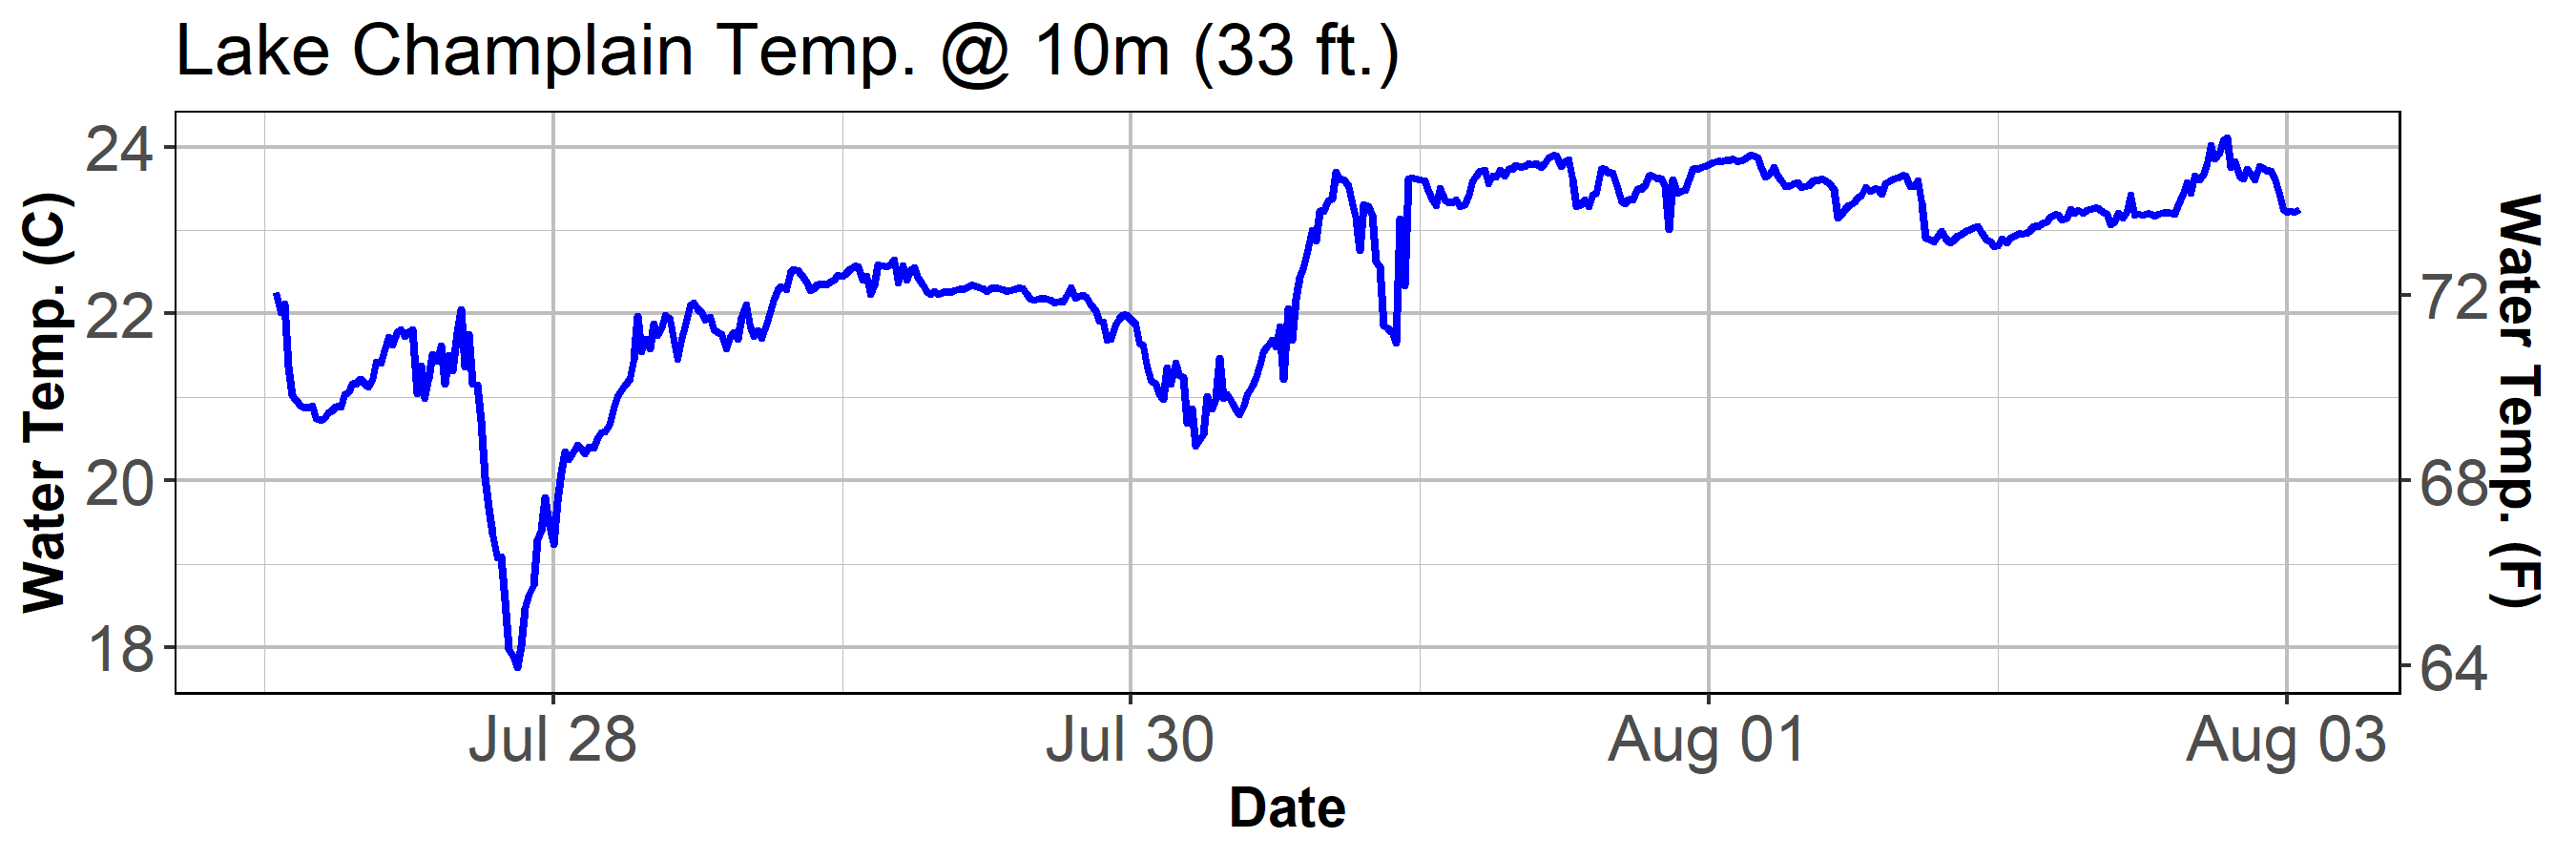 Lake Champlain Temp. @ 10m (33 ft.)
Water Temp. (C)
24
22
20
18
72
68
64
Water Temp. (F)
Jul 28
Jul 30
Aug 01
Aug 03
Date